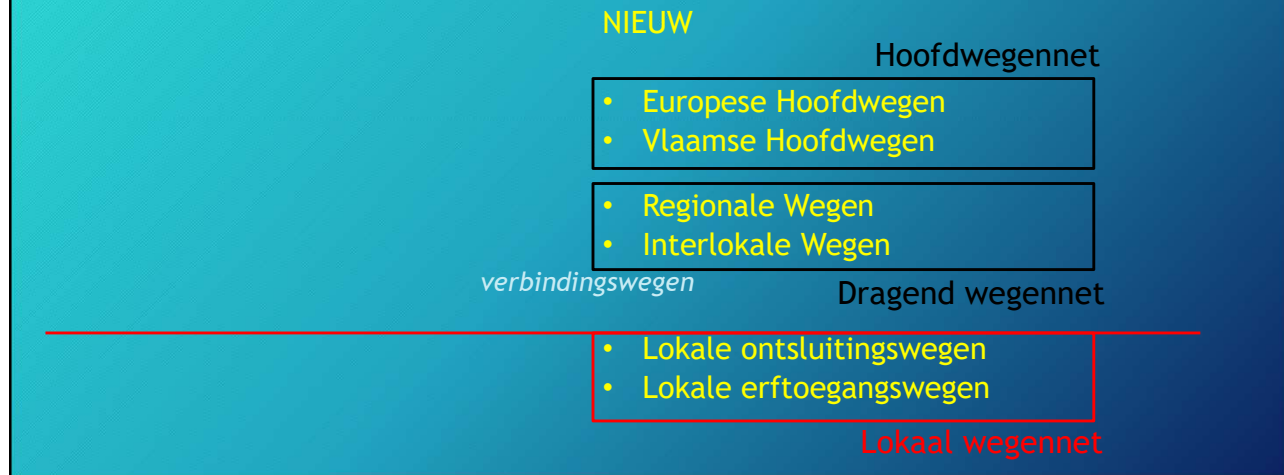 NIEUW
Hoofdwegennet
• Europese Hoofdwegen
• Vlaamse Hoofdwegen
• Regionale Wegen
• Interlokale Wegen
verbindingswegen
Dragend wegennet
• Lokale ontsluitingswegen
• Lokale erftoegangswegen
Lokaal wegennet